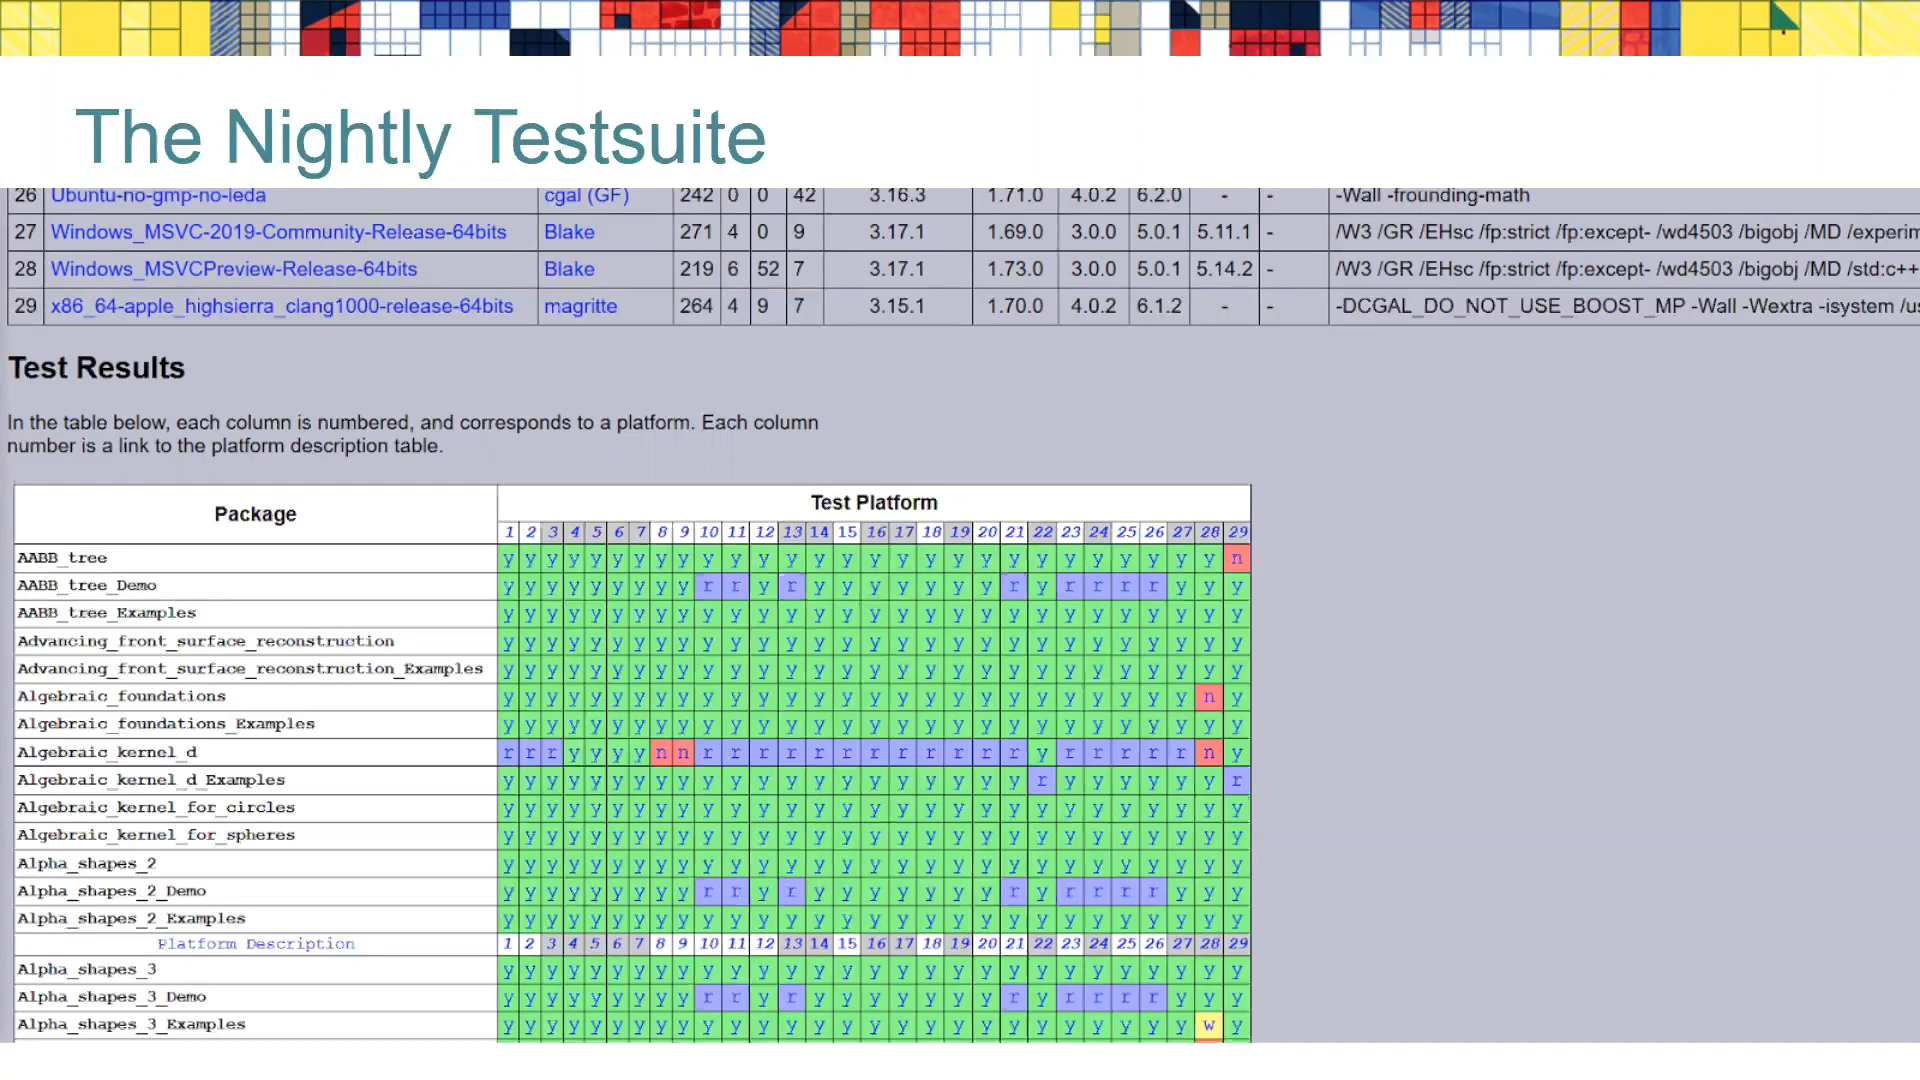 The Nightly Testsuite
26 Ubuntu-no-gmp-no-leda cgal (GF) 242 0 0 42 3.16.3 1.71.0 4.0.2 6.2.0 - - -Wall -frounding-math
27 Windows_MSVC-2019-Community-Release-64bits Blake 271 4 0 9 3.17.1 1.69.0 3.0.0 5.0.1 5.11.1 - /W3 /GR /EHsc /fp:strict /fp:except- /wd4503 /bigobj /MD /experim
28 Windows_MSVCPreview-Release-64bits Blake 219 6 52 7 3.17.1 1.73.0 3.0.0 5.0.1 5.14.2 - /W3 /GR /EHsc /fp:strict /fp:except- /wd4503 /bigobj /MD /std:c++
29 x86_64-apple_highsierra_clang1000-release-64bits magritte 264 4 9 7 3.15.1 1.70.0 4.0.2 6.1.2 - - -DCGAL_DO_NOT_USE_BOOST_MP -Wall -Wextra -isystem /us
Test Results
In the table below, each column is numbered, and corresponds to a platform. Each column
number is a link to the platform description table.
Package Test Platform
1 2 3 4 5 6 7 8 9 10 11 12 13 14 15 16 17 18 19 20 21 22 23 24 25 26 27 28 29
AABB_tree y y y y y y y y y y y y y y y y y y y y y y y y y y y y n
AABB_tree_Demo y y y y y y y y y r r y r y y y y y y y r y r r r r y y y
AABB_tree_Examples y y y y y y y y y y y y y y y y y y y y y y y y y y y y y
Advancing_front_surface_reconstruction y y y y y y y y y y y y y y y y y y y y y y y y y y y y y
Advancing_front_surface_reconstruction_Examples y y y y y y y y y y y y y y y y y y y y y y y y y y y y y
Algebraic_foundations y y y y y y y y y y y y y y y y y y y y y y y y y y y n y
Algebraic_foundations_Examples y y y y y y y y y y y y y y y y y y y y y y y y y y y y y
Algebraic_kernel_d r r r y y y y n n r r r r r r r r r r r r y r r r r r n y
Algebraic_kernel_d_Examples y y y y y y y y y y y y y y y y y y y y y r y y y y y y r
Algebraic_kernel_for_circles y y y y y y y y y y y y y y y y y y y y y y y y y y y y y
Algebraic_kernel_for_spheres y y y y y y y y y y y y y y y y y y y y y y y y y y y y y
Alpha_shapes_2 y y y y y y y y y y y y y y y y y y y y y y y y y y y y y
Alpha_shapes_2_Demo y y y y y y y y y r r y r y y y y y y y r y r r r r y y y
Alpha_shapes_2_Examples y y y y y y y y y y y y y y y y y y y y y y y y y y y y y
Platform Description 1 2 3 4 5 6 7 8 9 10 11 12 13 14 15 16 17 18 19 20 21 22 23 24 25 26 27 28 29
Alpha_shapes_3 y y y y y y y y y y y y y y y y y y y y y y y y y y y y y
Alpha_shapes_3_Demo y y y y y y y y y r r y r y y y y y y y r y r r r r y y y
Alpha_shapes_3_Examples y y y y y y y y y y y y y y y y y y y y y y y y y y y w y